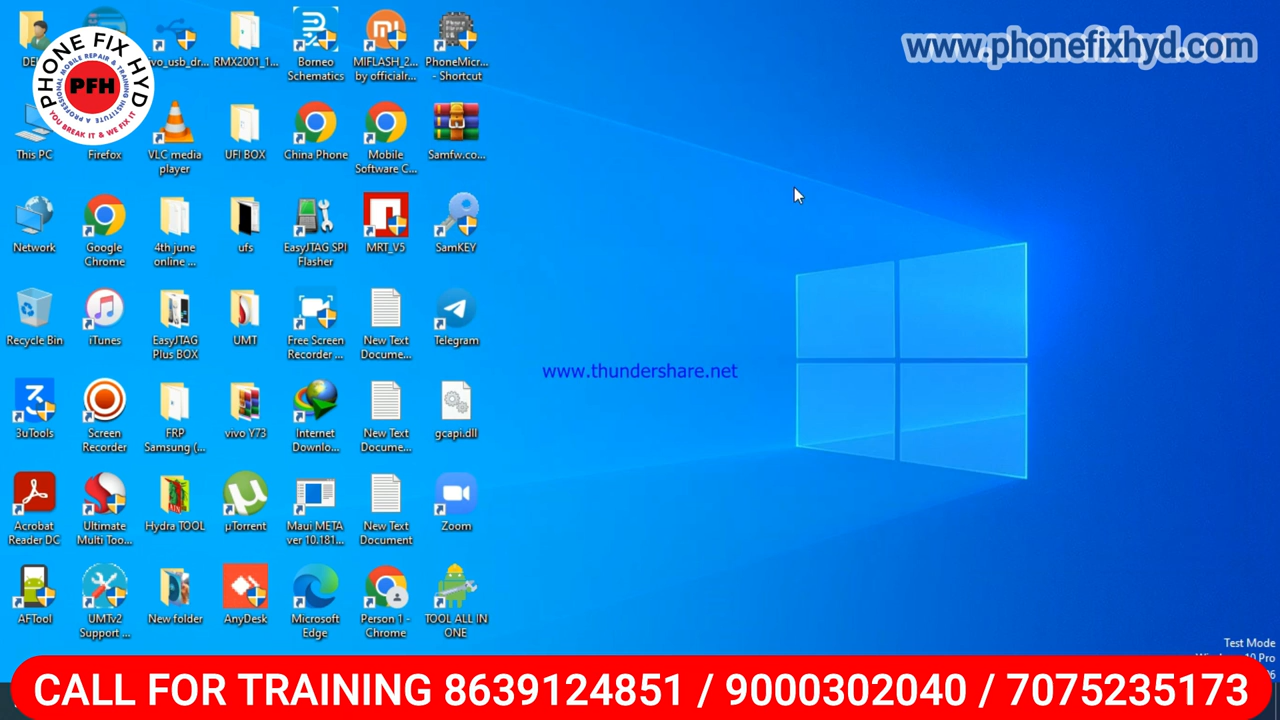 www.phonefixhyd.com
PHONE FIX HYD
A PROFESSIONAL MOBILE REPAIR & TRAINING INSTITUTE
PFH
YOU BREAK IT & WE FIX IT
RMX2001_1...
Borneo
Schematics
MIFLASH_2...
by officialr...
PhoneMicr...
- Shortcut
This PC
Firefox
VLC media
player
UFI BOX
China Phone
Mobile
Software C...
Samfw.co...
Network
Google
Chrome
4th june
online ...
ufs
EasyJTAG SPI
Flasher
MRT_V5
SamKEY
Recycle Bin
iTunes
EasyJTAG
Plus BOX
UMT
Free Screen
Recorder ...
New Text
Docume...
Telegram
www.thundershare.net
3uTools
Screen
Recorder
FRP
Samsung (...
vivo Y73
Internet
Downlo...
New Text
Docume...
gcapi.dll
Acrobat
Reader DC
Ultimate
Multi Too...
Hydra TOOL
µTorrent
Maui META
ver 10.181...
New Text
Document
Zoom
AFTool
UMTv2
Support ...
New folder
AnyDesk
Microsoft
Edge
Person 1 -
Chrome
TOOL ALL IN
ONE
Test Mode
CALL FOR TRAINING 8639124851 / 9000302040 / 7075235173